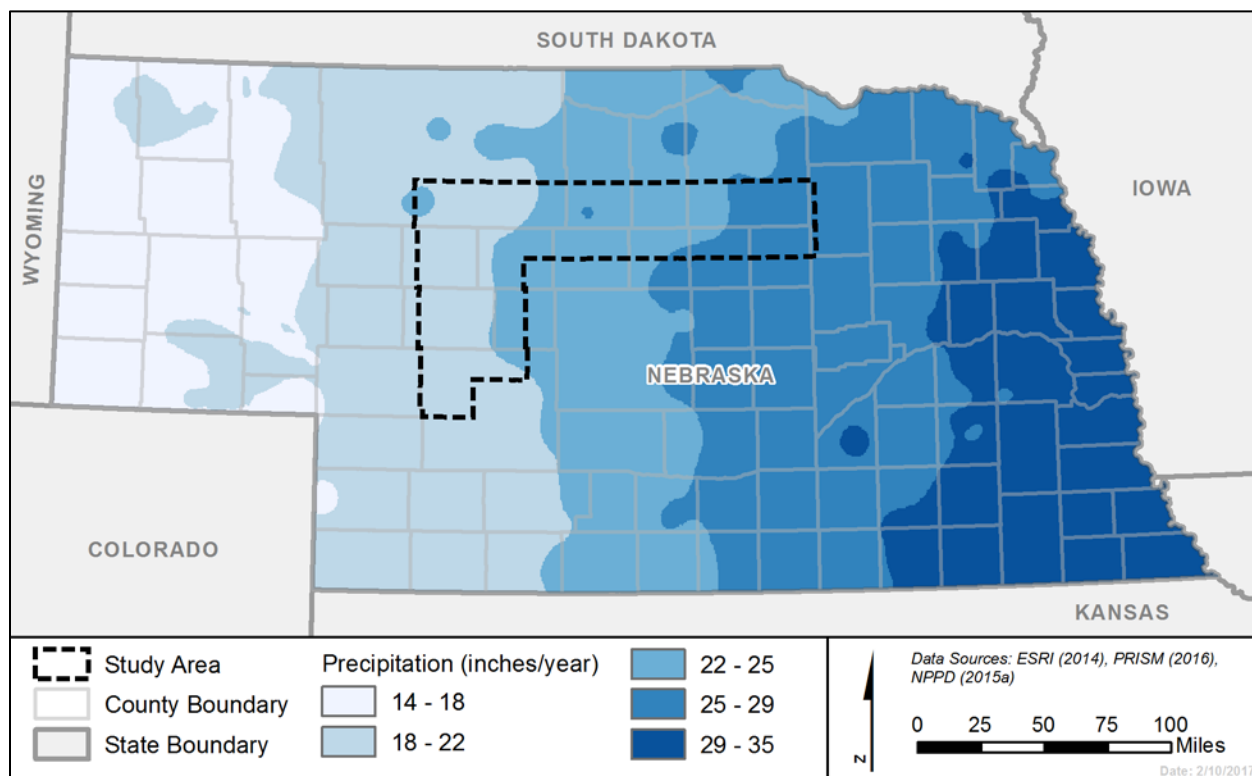 SOUTH DAKOTA
WYOMING
IOWA
NEBRASKA
COLORADO
KANSAS
Study Area
County Boundary
State Boundary
Precipitation (inches/year)
14 - 18
18 - 22
22 - 25
25 - 29
29 - 35
N
Data Sources: ESRI (2014), PRISM (2016),
NPPD (2015a)
0 25 50 75 100
Miles
Date: 2/10/2017